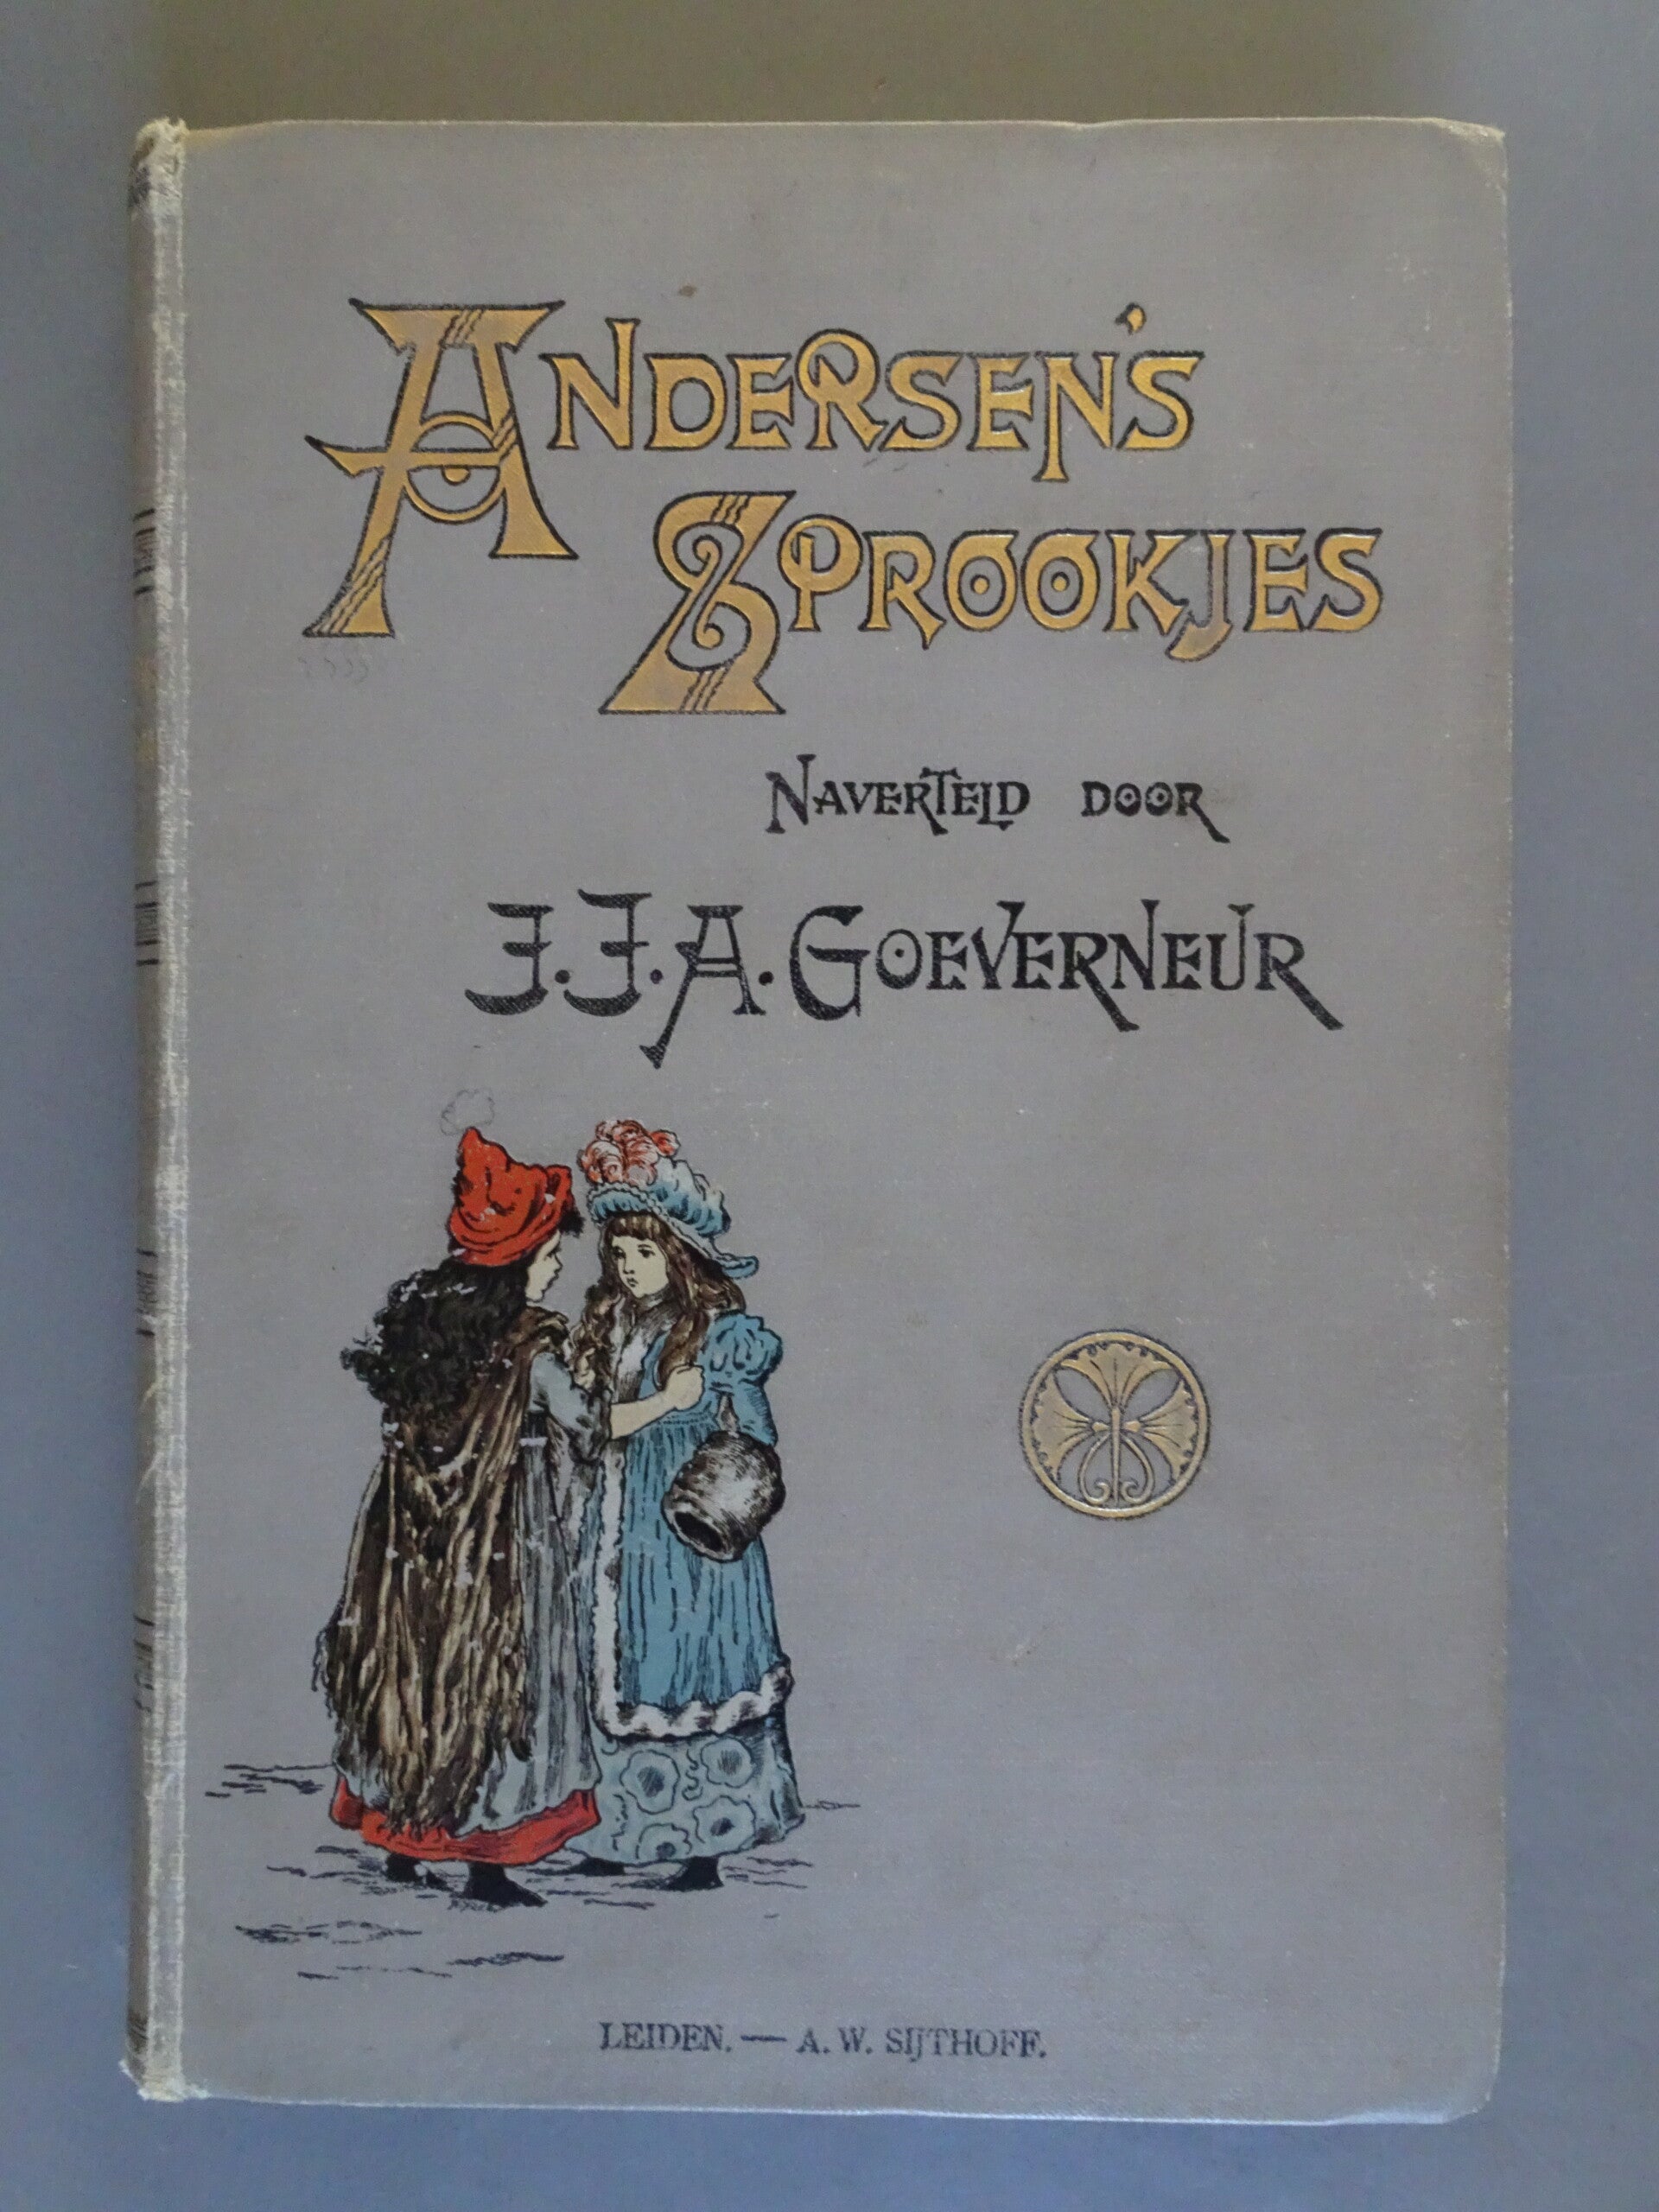 ANDERSEN'S
SPROOKJES
NAVERTELD DOOR
J.J.A. GOEVERNEUR
LEIDEN. — A. W. SIJTHOFF.